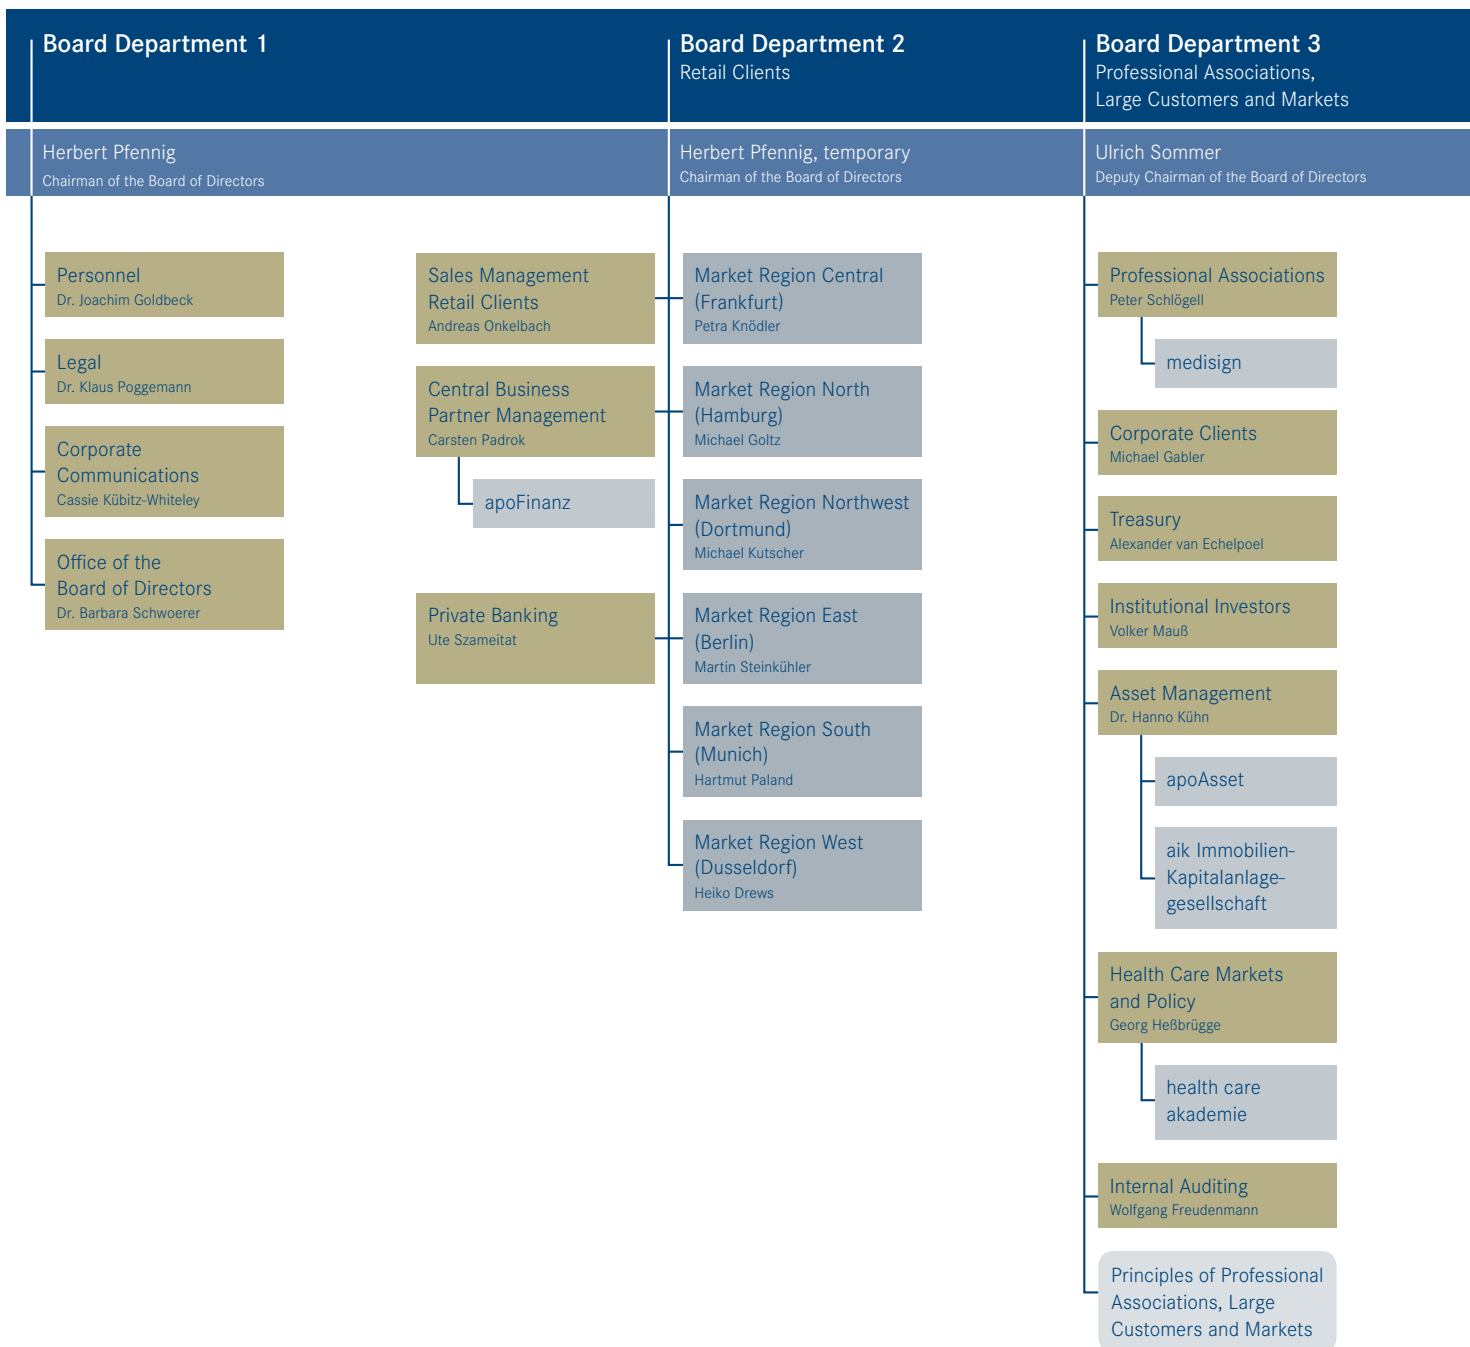 Board Department 1
Herbert Pfennig
Chairman of the Board of Directors
Personnel
Dr. Joachim Goldbeck
Legal
Dr. Klaus Poggemann
Corporate
Communications
Cassie Kübitz-Whiteley
Office of the
Board of Directors
Dr. Barbara Schwoerer
Board Department 2
Retail Clients
Herbert Pfennig, temporary
Chairman of the Board of Directors
Sales Management
Retail Clients
Andreas Onkelbach
Central Business
Partner Management
Carsten Padrok
apoFinanz
Private Banking
Ute Szameitat
Market Region Central
(Frankfurt)
Petra Knödler
Market Region North
(Hamburg)
Michael Goltz
Market Region Northwest
(Dortmund)
Michael Kutscher
Market Region East
(Berlin)
Martin Steinkühler
Market Region South
(Munich)
Hartmut Paland
Market Region West
(Dusseldorf)
Heiko Drews
Board Department 3
Professional Associations,
Large Customers and Markets
Ulrich Sommer
Deputy Chairman of the Board of Directors
Professional Associations
Peter Schlögell
medisign
Corporate Clients
Michael Gabler
Treasury
Alexander van Echelpoel
Institutional Investors
Volker Mauß
Asset Management
Dr. Hanno Kühn
apoAsset
aik Immobilien-
Kapitalanlage-
gesellschaft
Health Care Markets
and Policy
Georg Heßbrügge
health care
akademie
Internal Auditing
Wolfgang Freudenmann
Principles of Professional
Associations, Large
Customers and Markets